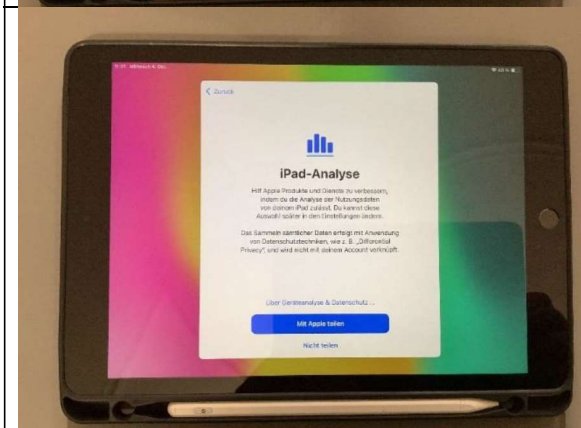 Zurück
iPad-Analyse
Hilf Apple Produkte und Dienste zu verbessern,
indem du die Analyse der Nutzungsdaten
von deinem iPad zulässt. Du kannst diese
Auswahl später in den Einstellungen ändern.
Das Sammeln sämtlicher Daten erfolgt mit Anwendung
von Datenschutztechniken, wie z. B. „Differential
Privacy“, und wird nicht mit deinem Account verknüpft.
Über Geräteanalyse & Datenschutz ...
Mit Apple teilen
Nicht teilen